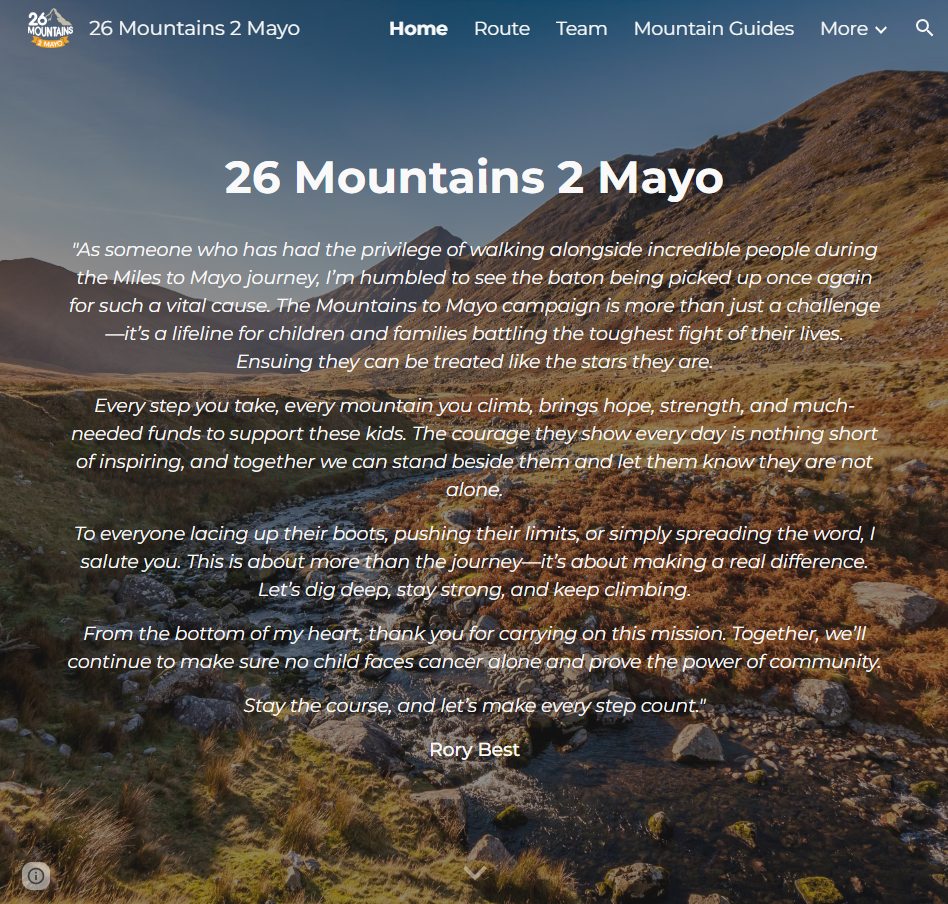 26
MOUNTAINS
2 MAYO
26 Mountains 2 Mayo
Home
Route
Team
Mountain Guides
More
26 Mountains 2 Mayo
"As someone who has had the privilege of walking alongside incredible people during
the Miles to Mayo journey, I'm humbled to see the baton being picked up once again
for such a vital cause. The Mountains to Mayo campaign is more than just a challenge
—it's a lifeline for children and families battling the toughest fight of their lives.
Ensuing they can be treated like the stars they are.
Every step you take, every mountain you climb, brings hope, strength, and much-
needed funds to support these kids. The courage they show every day is nothing short
of inspiring, and together we can stand beside them and let them know they are not
alone.
To everyone lacing up their boots, pushing their limits, or simply spreading the word, I
salute you. This is about more than the journey—it's about making a real difference.
Let's dig deep, stay strong, and keep climbing.
From the bottom of my heart, thank you for carrying on this mission. Together, we'll
continue to make sure no child faces cancer alone and prove the power of community.
Stay the course, and let's make every step count."
Rory Best